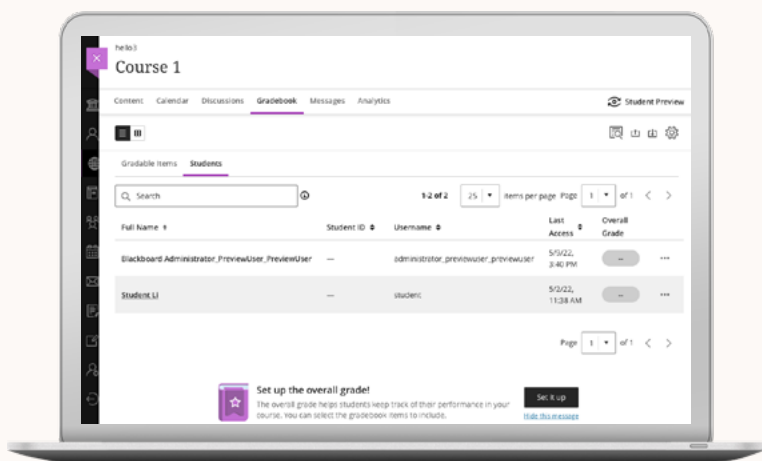 hello3
Course 1
Content Calendar Discussions Gradebook Messages Analytics Student Preview
Gradable Items Students
Search 1-2 of 2 25 items per page Page 1 of 1
Full Name Student ID Username Last Access Overall Grade
Blackboard Administrator_PreviewUser_PreviewUser — administrator_previewuser_previewuser 5/9/22, 3:40 PM --
Student LI — student 5/2/22, 11:38 AM --
Page 1 of 1
Set up the overall grade!
The overall grade helps students keep track of their performance in your
course. You can select the gradebook items to include.
Set it up
Hide this message